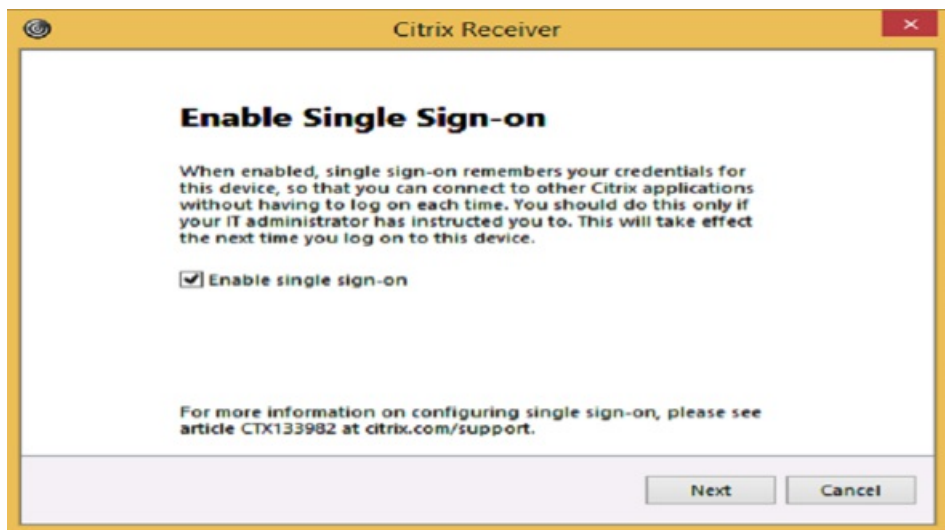 Citrix Receiver
Enable Single Sign-on
When enabled, single sign-on remembers your credentials for
this device, so that you can connect to other Citrix applications
without having to log on each time. You should do this only if
your IT administrator has instructed you to. This will take effect
the next time you log on to this device.
Enable single sign-on
For more information on configuring single sign-on, please see
article CTX133982 at citrix.com/support.
Next
Cancel